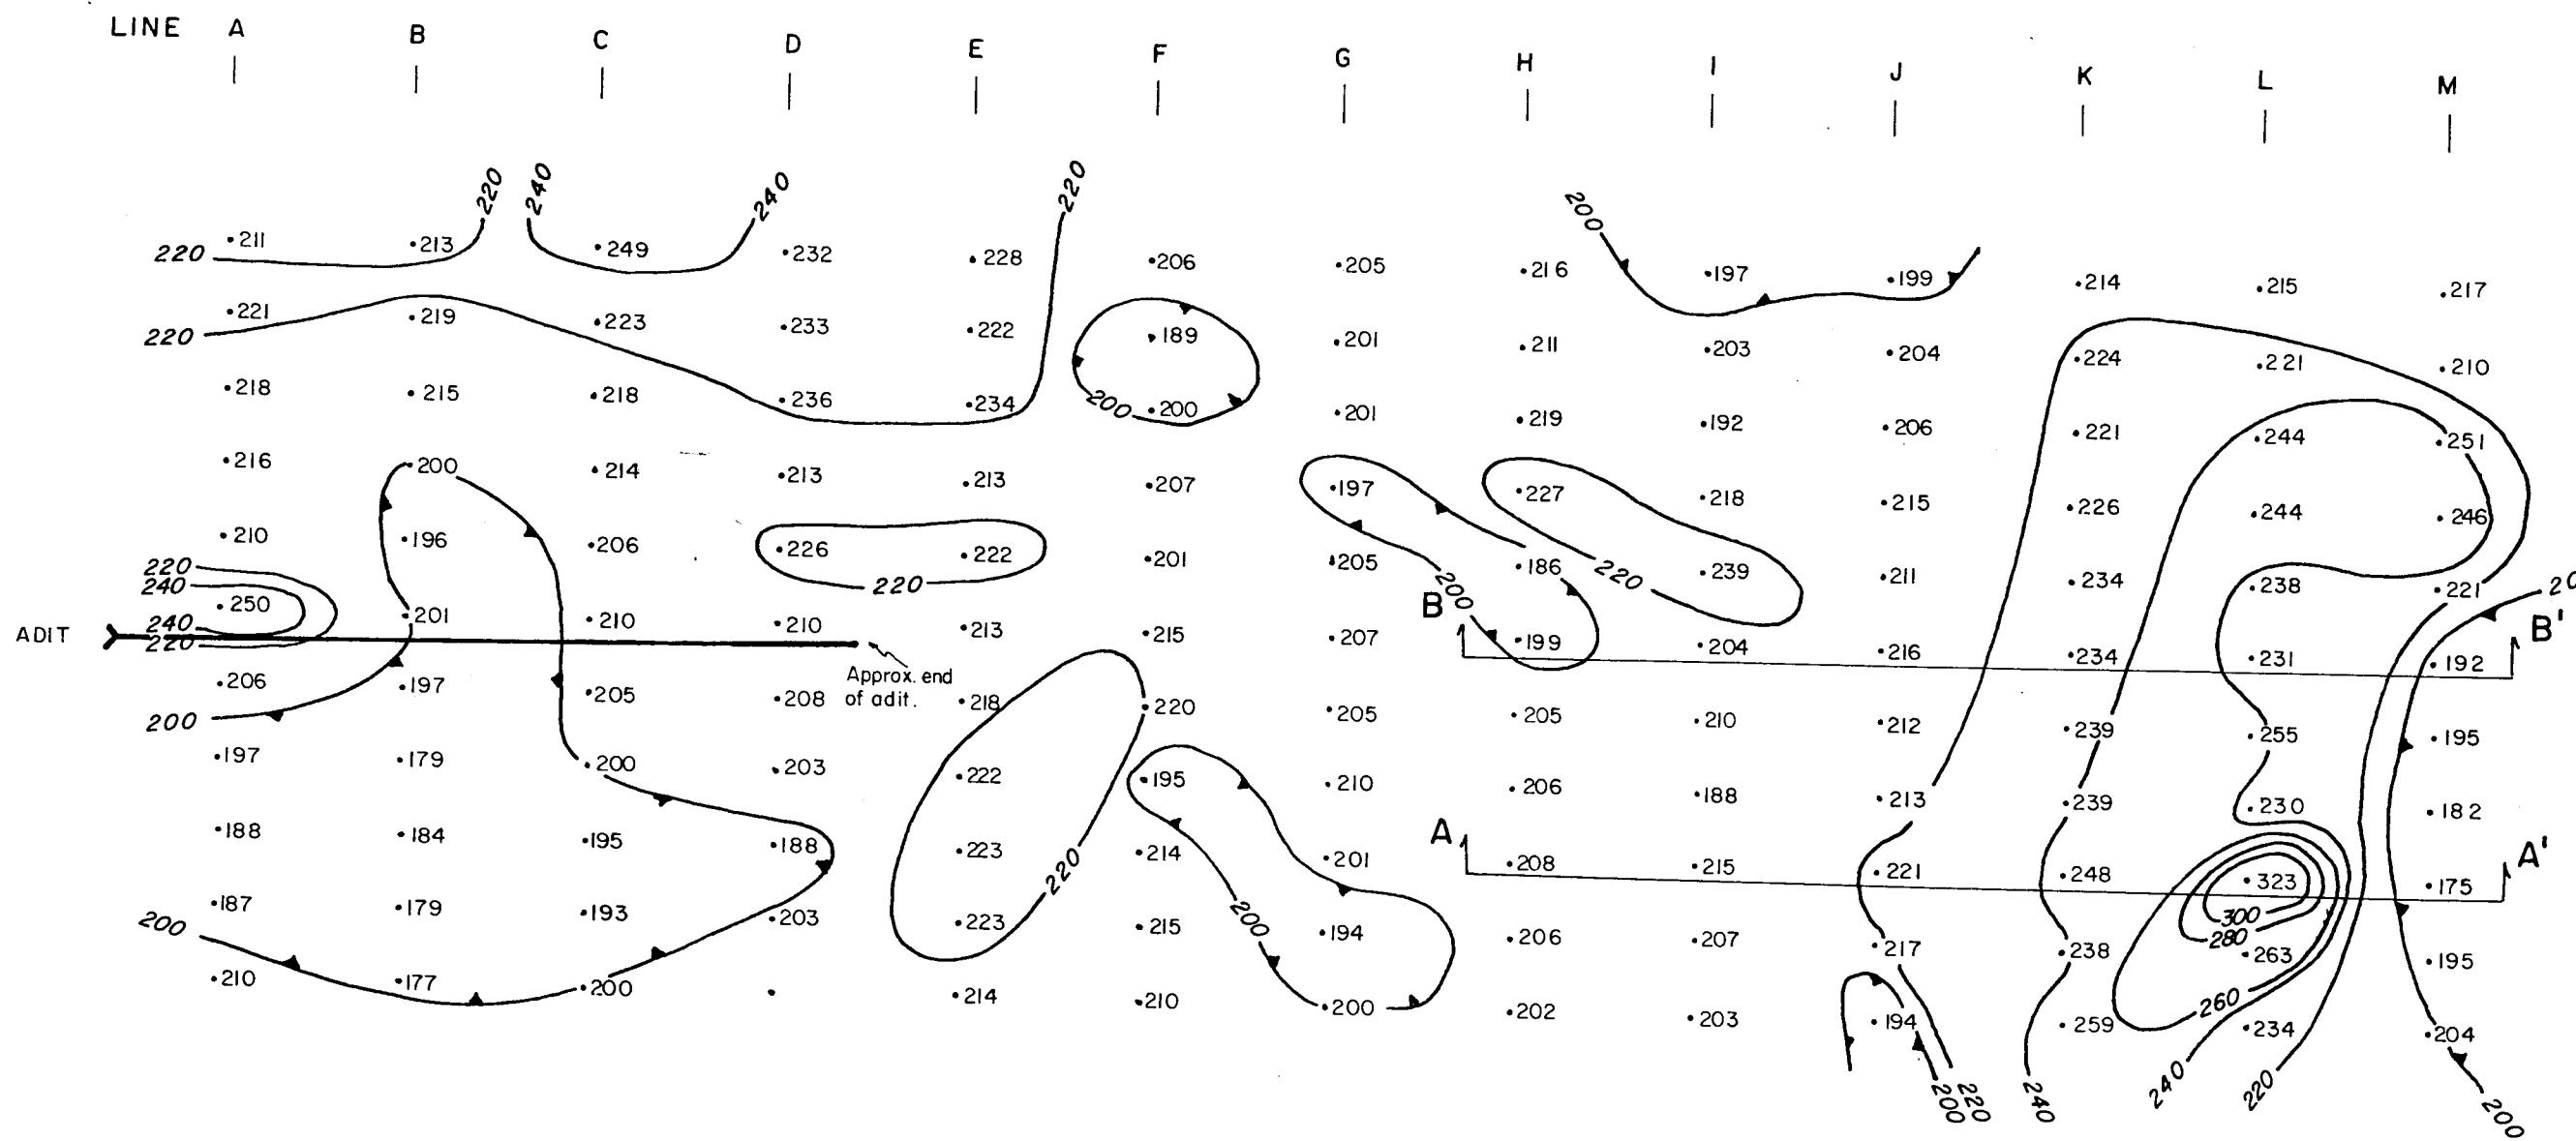 LINE A B C D E F G H I J K L M
220 240 240 220 200
220 211 213 249 232 228 206 205 216 197 199 214 215 217
220 221 219 223 233 222 189 201 211 203 204 224 221 210
218 215 218 236 234 200 200 201 219 192 206 221 244 251
216 200 214 213 213 207 197 227 218 215 226 244 246
210 196 206 226 222 201 205 186 239 211 234 238 221
220
240
220 220 200 20
250 201 210 210 213 215 207 199 204 216 234 231 192
240
220
ADIT
B B'
Approx. end
of adit.
206 197 205 208 218 220 205 205 210 212 239 255 195
200
197 179 200 203 222 195 210 206 188 213 239 230 182
188 184 195 188 223 214 201 208 215 221 248 323 175
A A'
220
187 179 193 203 223 215 194 206 207 217 238 263 195
200 200 300
280
210 177 200 214 210 200 202 203 194 259 234 204
260
200 220 240 240 220 200